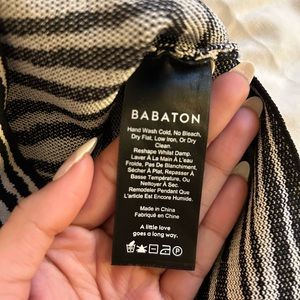 BABATON
Hand Wash Cold, No Bleach,
Dry Flat, Low Iron, Or Dry
Clean.
Reshape Whilst Damp.
Laver À La Main À L'eau
Froide, Pas De Blanchiment,
Sécher À Plat, Repasser À
Basse Température, Ou
Nettoyer À Sec.
Remodeler Pendant Que
L'article Est Encore Humide.
Made in China
Fabriqué en Chine
A little love
goes a long way.